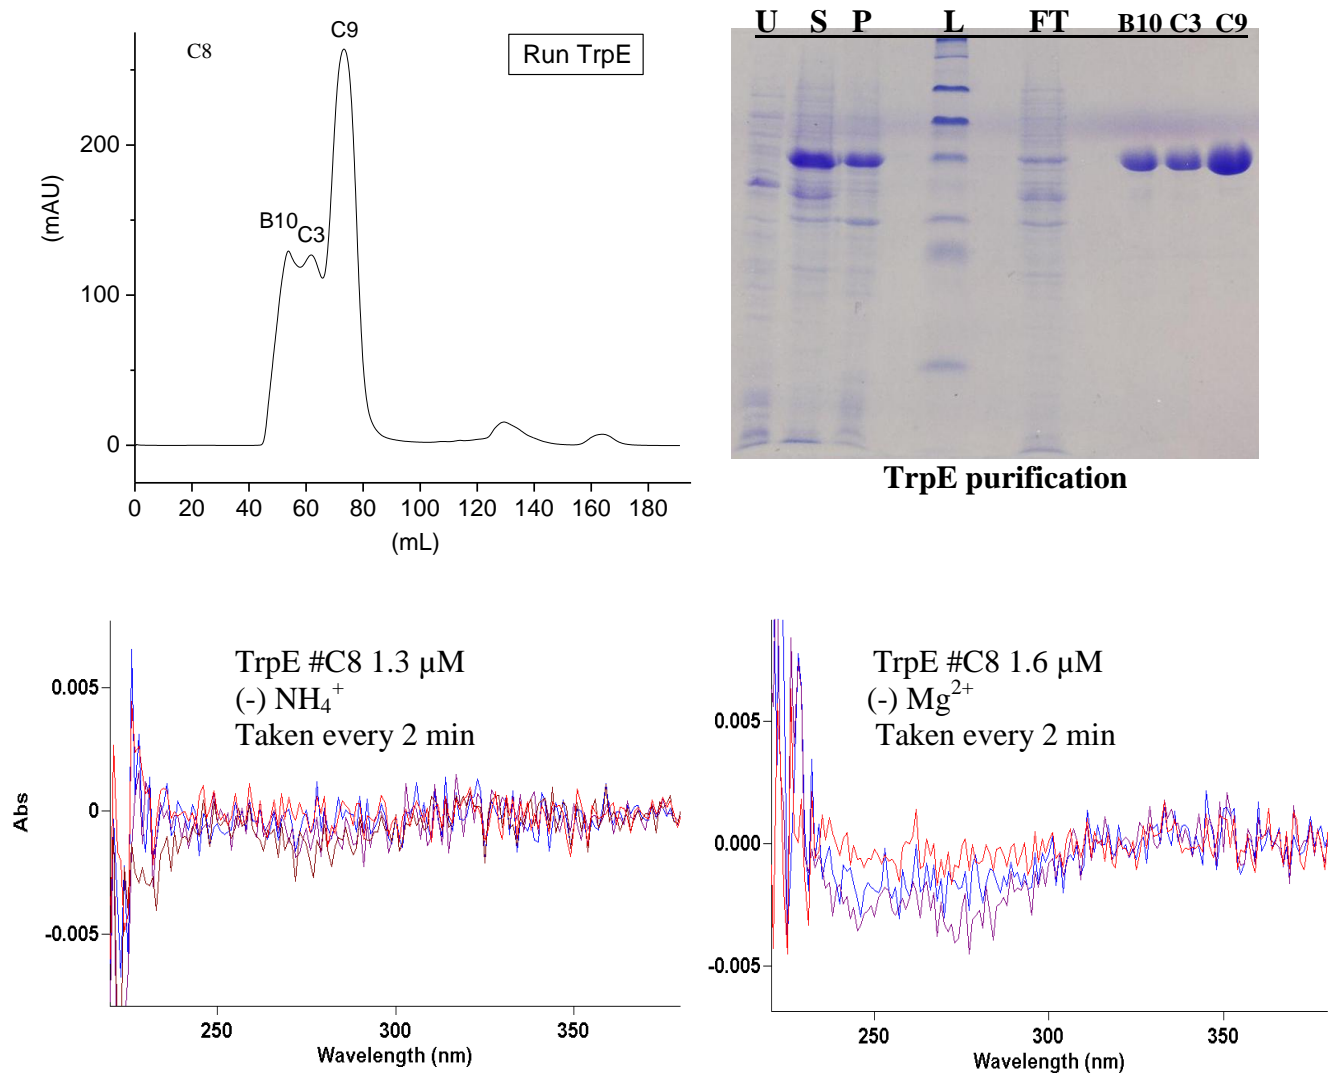 C8
C9
Run TrpE
B10
C3
200
100
0
(mAU)
0 20 40 60 80 100 120 140 160 180
(mL)
U S P L FT B10 C3 C9
TrpE purification
TrpE #C8 1.3 µM
(-) NH₄⁺
Taken every 2 min
0.005
0
-0.005
Abs
250 300 350
Wavelength (nm)
TrpE #C8 1.6 µM
(-) Mg²⁺
Taken every 2 min
0.005
0.000
-0.005
250 300 350
Wavelength (nm)